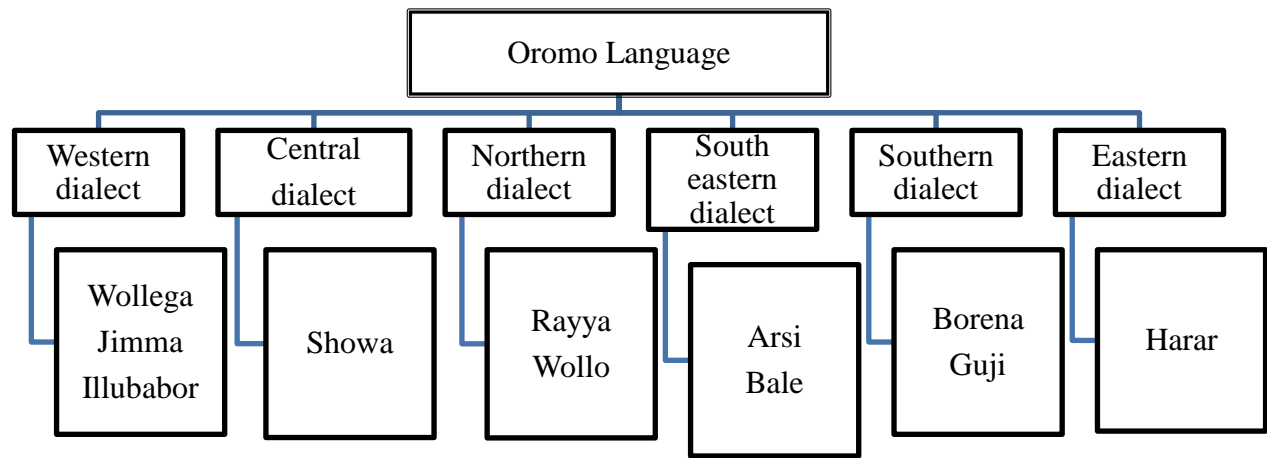 Oromo Language
Western
dialect
Central
dialect
Northern
dialect
South
eastern
dialect
Southern
dialect
Eastern
dialect
Wollega
Jimma
Illubabor
Showa
Rayya
Wollo
Arsi
Bale
Borena
Guji
Harar